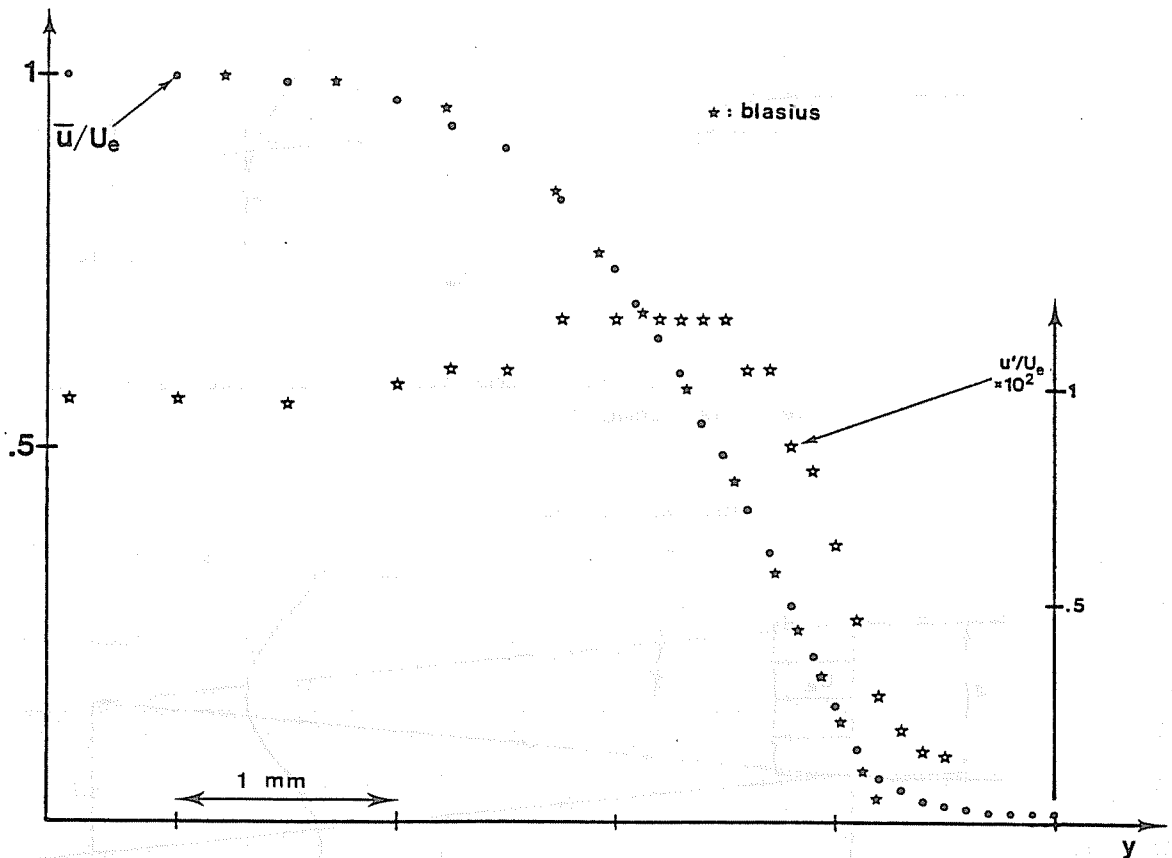 1
u̅/Uₑ
☆ : blasius
u'/Uₑ
×10²
1
.5
.5
1 mm
y